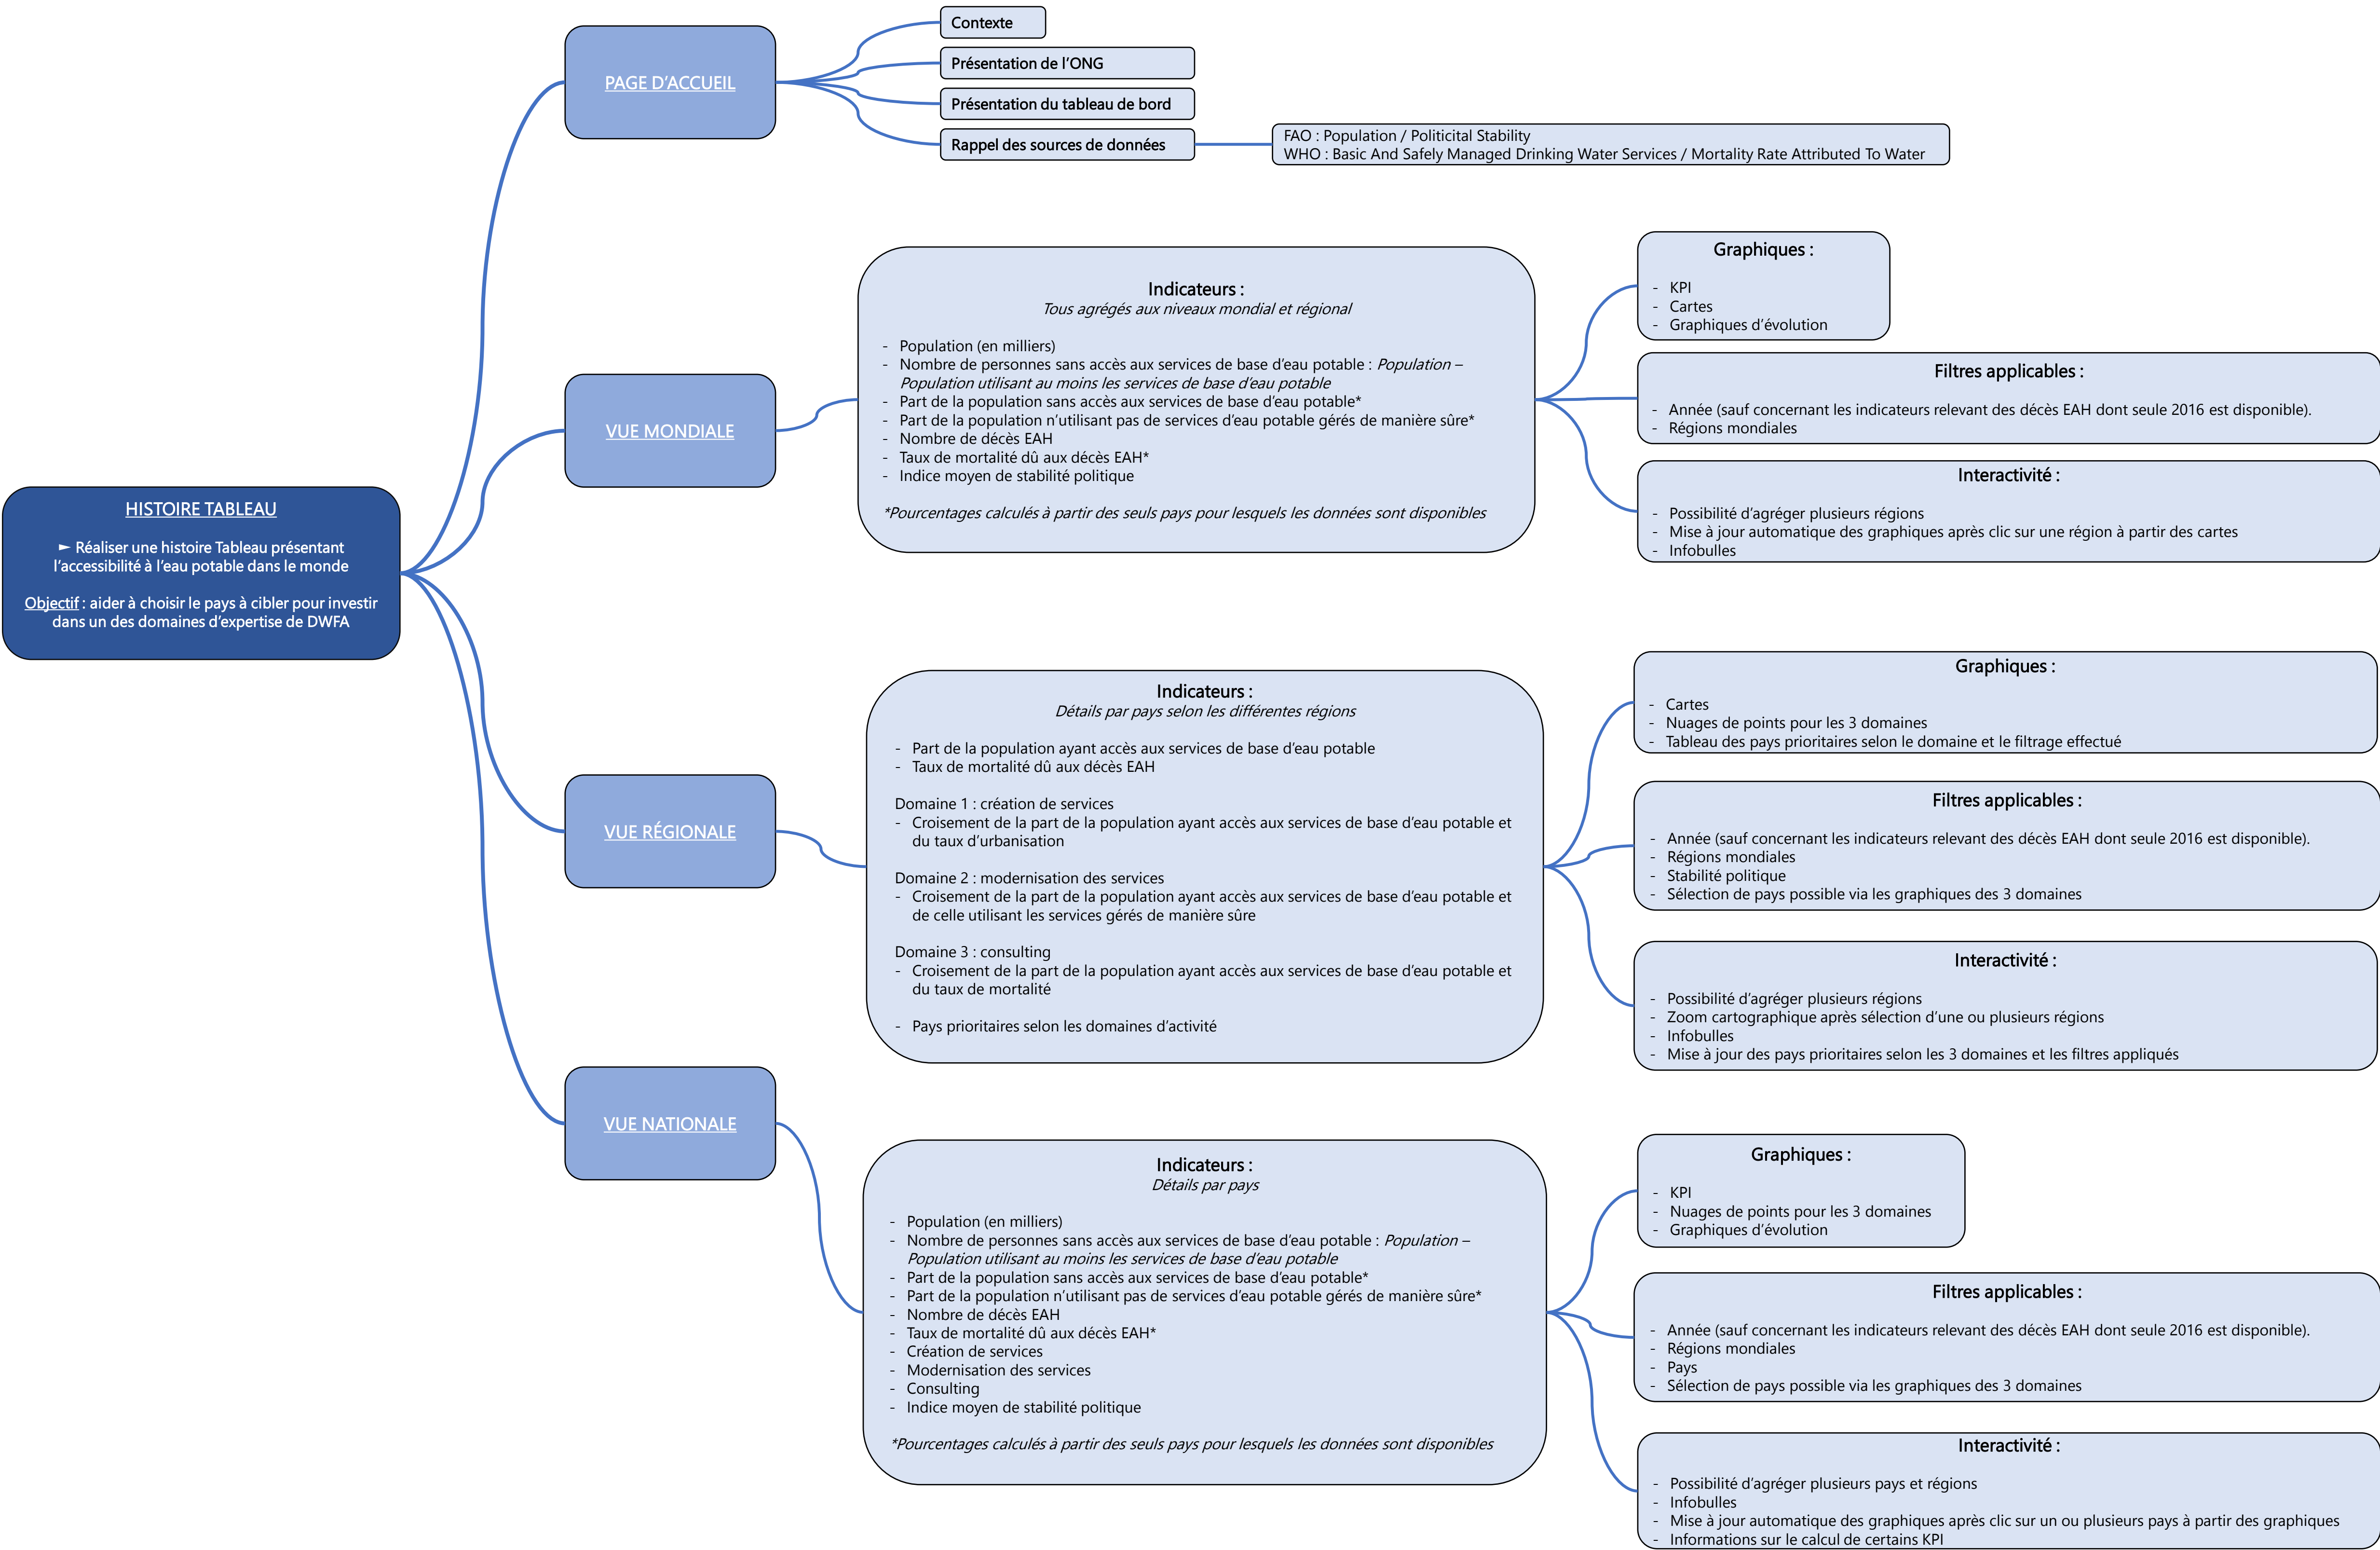 HISTOIRE TABLEAU
► Réaliser une histoire Tableau présentant
l'accessibilité à l'eau potable dans le monde
Objectif : aider à choisir le pays à cibler pour investir
dans un des domaines d'expertise de DWFA
PAGE D'ACCUEIL
Contexte
Présentation de l'ONG
Présentation du tableau de bord
Rappel des sources de données
FAO : Population / Politicital Stability
WHO : Basic And Safely Managed Drinking Water Services / Mortality Rate Attributed To Water
VUE MONDIALE
Indicateurs :
Tous agrégés aux niveaux mondial et régional
- Population (en milliers)
- Nombre de personnes sans accès aux services de base d'eau potable : Population –
Population utilisant au moins les services de base d'eau potable
- Part de la population sans accès aux services de base d'eau potable*
- Part de la population n'utilisant pas de services d'eau potable gérés de manière sûre*
- Nombre de décès EAH
- Taux de mortalité dû aux décès EAH*
- Indice moyen de stabilité politique
*Pourcentages calculés à partir des seuls pays pour lesquels les données sont disponibles
Graphiques :
- KPI
- Cartes
- Graphiques d'évolution
Filtres applicables :
- Année (sauf concernant les indicateurs relevant des décès EAH dont seule 2016 est disponible).
- Régions mondiales
Interactivité :
- Possibilité d'agréger plusieurs régions
- Mise à jour automatique des graphiques après clic sur une région à partir des cartes
- Infobulles
VUE RÉGIONALE
Indicateurs :
Détails par pays selon les différentes régions
- Part de la population ayant accès aux services de base d'eau potable
- Taux de mortalité dû aux décès EAH
Domaine 1 : création de services
- Croisement de la part de la population ayant accès aux services de base d'eau potable et
du taux d'urbanisation
Domaine 2 : modernisation des services
- Croisement de la part de la population ayant accès aux services de base d'eau potable et
de celle utilisant les services gérés de manière sûre
Domaine 3 : consulting
- Croisement de la part de la population ayant accès aux services de base d'eau potable et
du taux de mortalité
- Pays prioritaires selon les domaines d'activité
Graphiques :
- Cartes
- Nuages de points pour les 3 domaines
- Tableau des pays prioritaires selon le domaine et le filtrage effectué
Filtres applicables :
- Année (sauf concernant les indicateurs relevant des décès EAH dont seule 2016 est disponible).
- Régions mondiales
- Stabilité politique
- Sélection de pays possible via les graphiques des 3 domaines
Interactivité :
- Possibilité d'agréger plusieurs régions
- Zoom cartographique après sélection d'une ou plusieurs régions
- Infobulles
- Mise à jour des pays prioritaires selon les 3 domaines et les filtres appliqués
VUE NATIONALE
Indicateurs :
Détails par pays
- Population (en milliers)
- Nombre de personnes sans accès aux services de base d'eau potable : Population –
Population utilisant au moins les services de base d'eau potable
- Part de la population sans accès aux services de base d'eau potable*
- Part de la population n'utilisant pas de services d'eau potable gérés de manière sûre*
- Nombre de décès EAH
- Taux de mortalité dû aux décès EAH*
- Création de services
- Modernisation des services
- Consulting
- Indice moyen de stabilité politique
*Pourcentages calculés à partir des seuls pays pour lesquels les données sont disponibles
Graphiques :
- KPI
- Nuages de points pour les 3 domaines
- Graphiques d'évolution
Filtres applicables :
- Année (sauf concernant les indicateurs relevant des décès EAH dont seule 2016 est disponible).
- Régions mondiales
- Pays
- Sélection de pays possible via les graphiques des 3 domaines
Interactivité :
- Possibilité d'agréger plusieurs pays et régions
- Infobulles
- Mise à jour automatique des graphiques après clic sur un ou plusieurs pays à partir des graphiques
- Informations sur le calcul de certains KPI